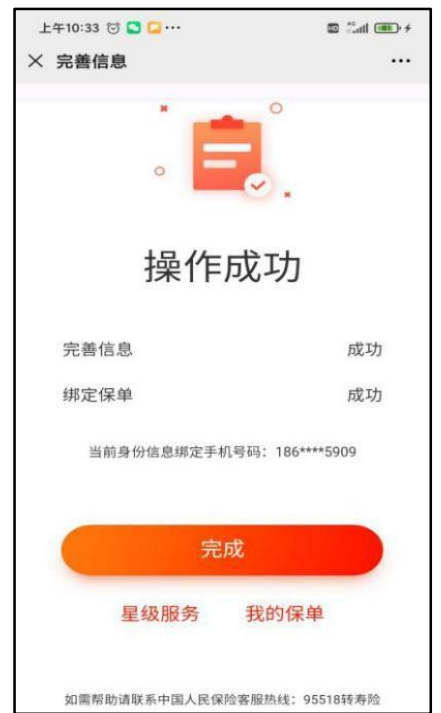 上午10:33
HD 4G
完善信息
操作成功
完善信息 成功
绑定保单 成功
当前身份信息绑定手机号码：186****5909
完成
星级服务 我的保单
如需帮助请联系中国人民保险客服热线：95518转寿险